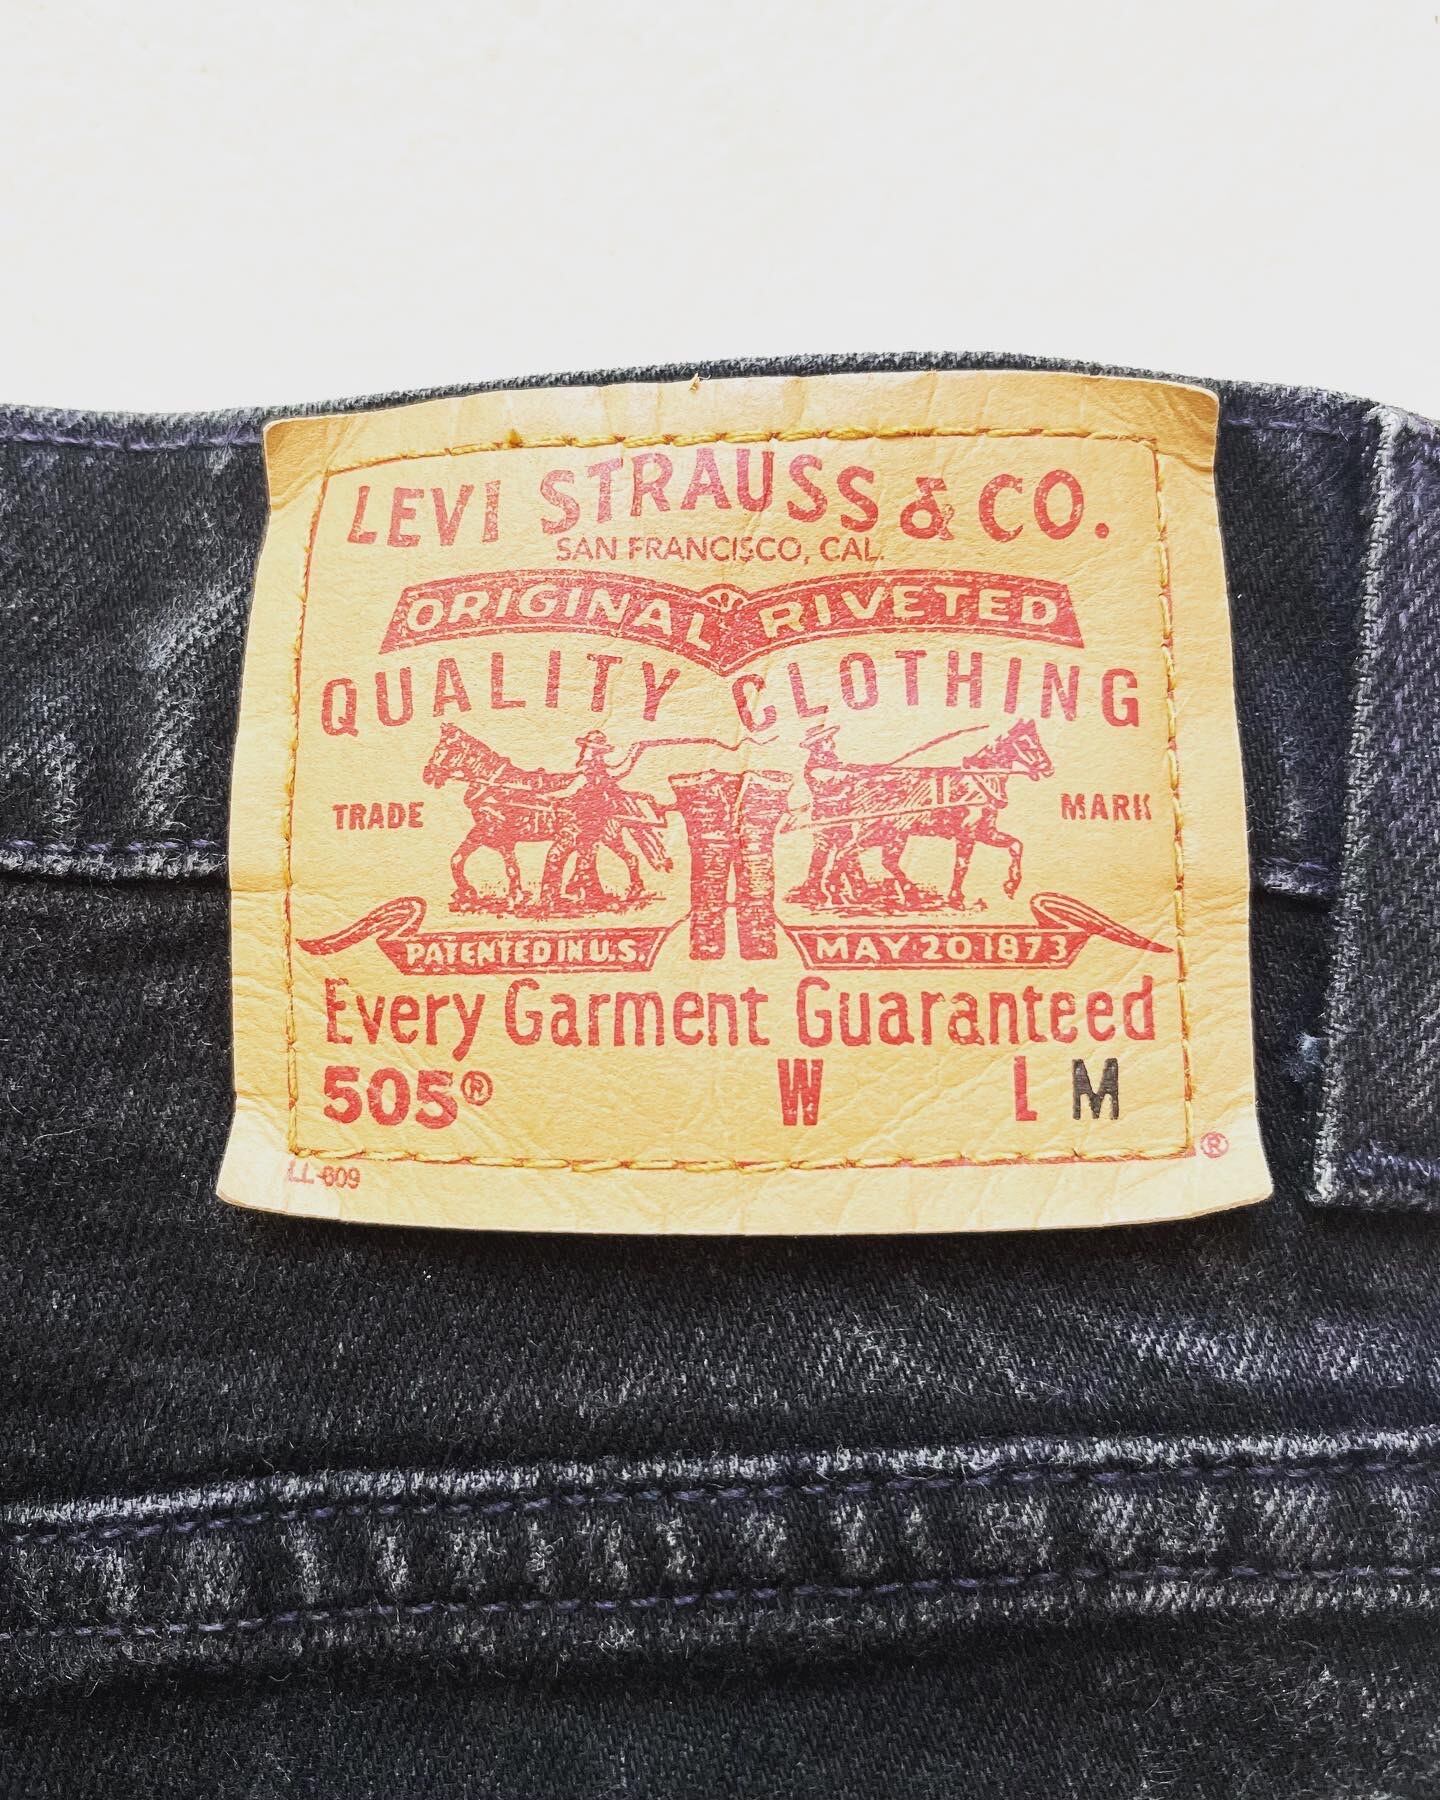 LEVI STRAUSS & CO.
SAN FRANCISCO, CAL.
ORIGINAL RIVETED
QUALITY CLOTHING
TRADE MARK
PATENTED IN U.S. MAY 20 1873
Every Garment Guaranteed
505® W L M
®
LL-609